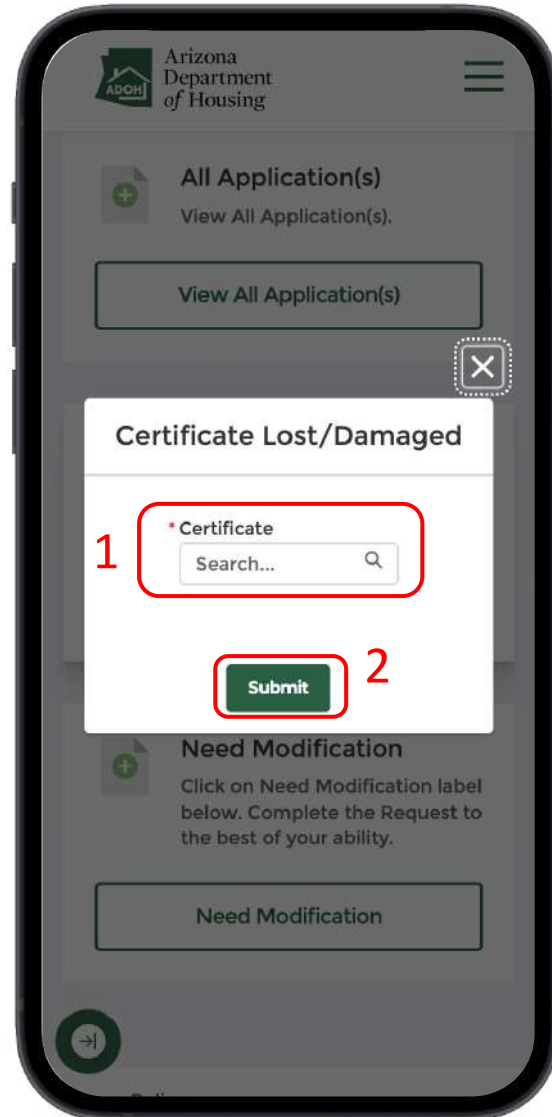 ADOH
Arizona
Department
of Housing
All Application(s)
View All Application(s).
View All Application(s)
Certificate Lost/Damaged
1
* Certificate
Search...
Submit
2
Need Modification
Click on Need Modification label
below. Complete the Request to
the best of your ability.
Need Modification